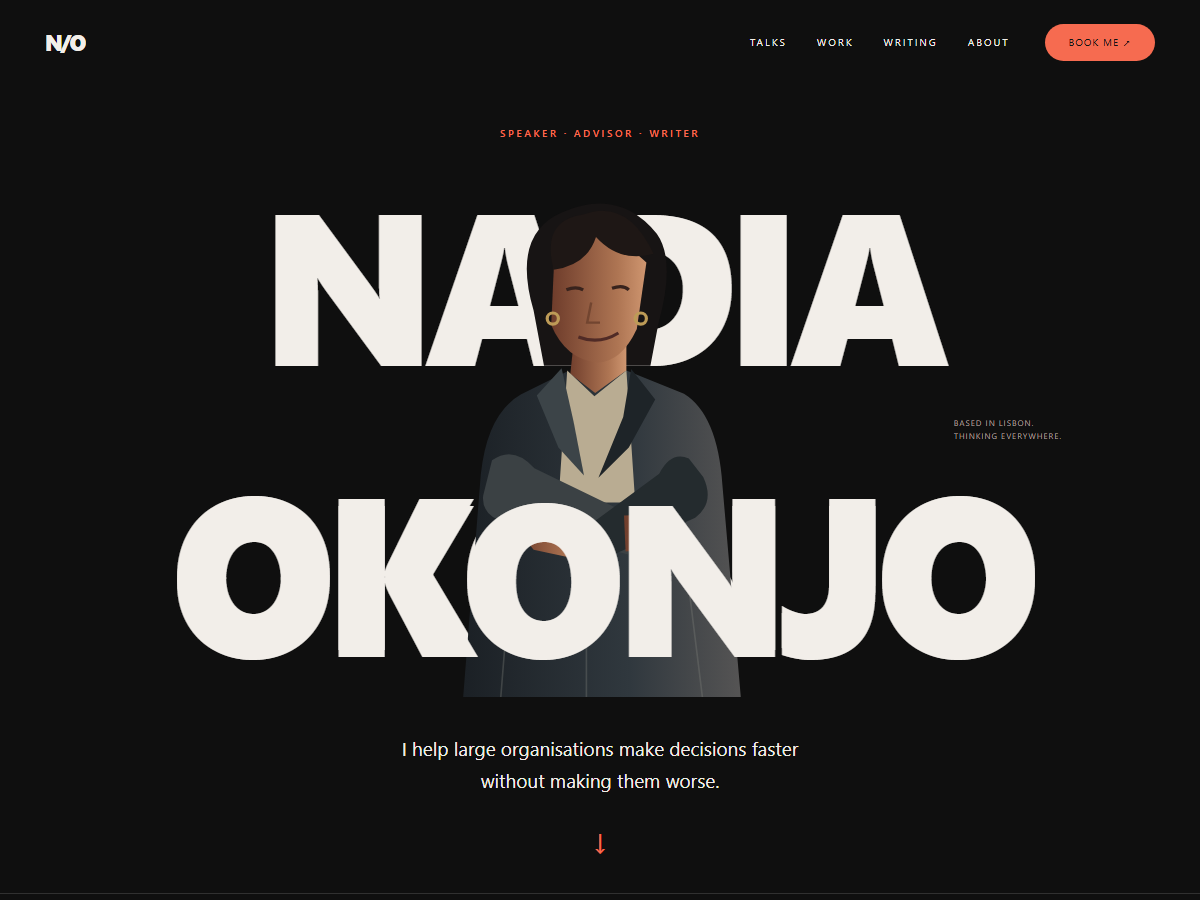 N/O
TALKS WORK WRITING ABOUT BOOK ME ↗
SPEAKER · ADVISOR · WRITER
NADIA
BASED IN LISBON.
THINKING EVERYWHERE.
OKONJO
I help large organisations make decisions faster
without making them worse.
↓